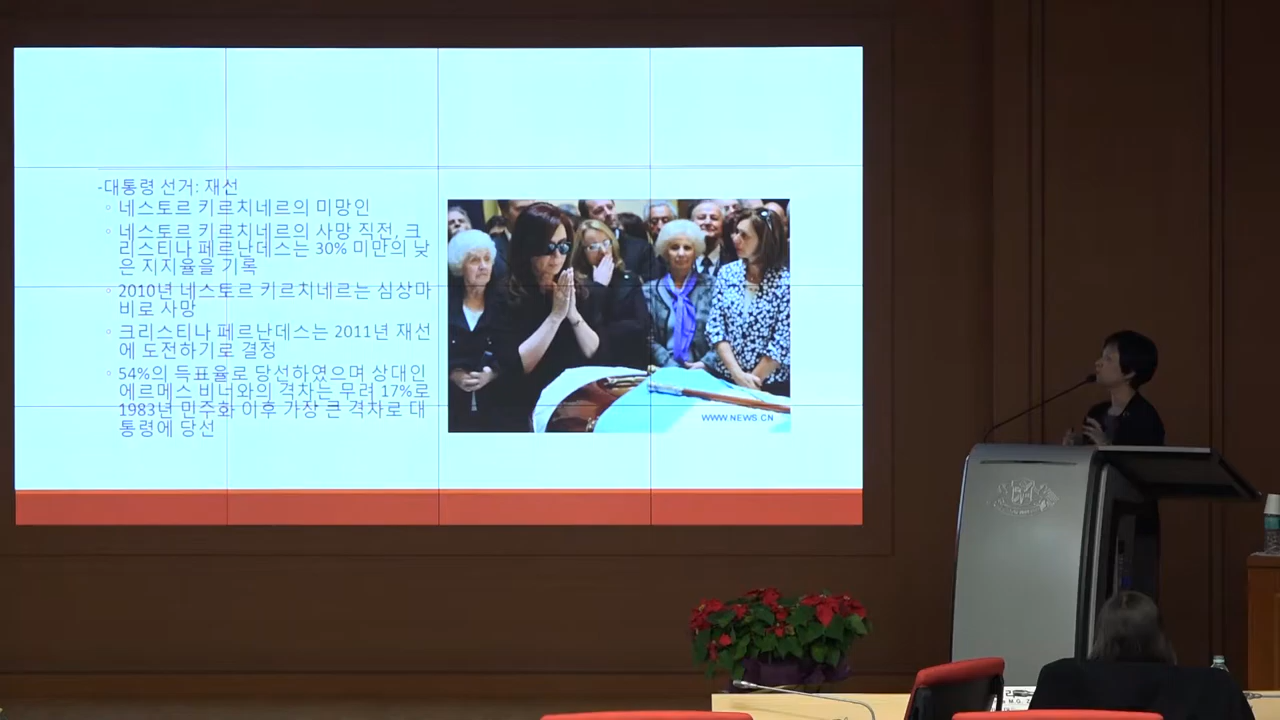 -대통령 선거: 재선
◦ 네스토르 키르치네르의 미망인
◦ 네스토르 키르치네르의 사망 직전, 크
리스티나 페르난데스는 30% 미만의 낮
은 지지율을 기록
◦ 2010년 네스토르 키르치네르는 심상마
비로 사망
◦ 크리스티나 페르난데스는 2011년 재선
에 도전하기로 결정
◦ 54%의 득표율로 당선하였으며 상대인
에르메스 비너와의 격차는 무려 17%로
1983년 민주화 이후 가장 큰 격차로 대
통령에 당선
WWW.NEWS.CN